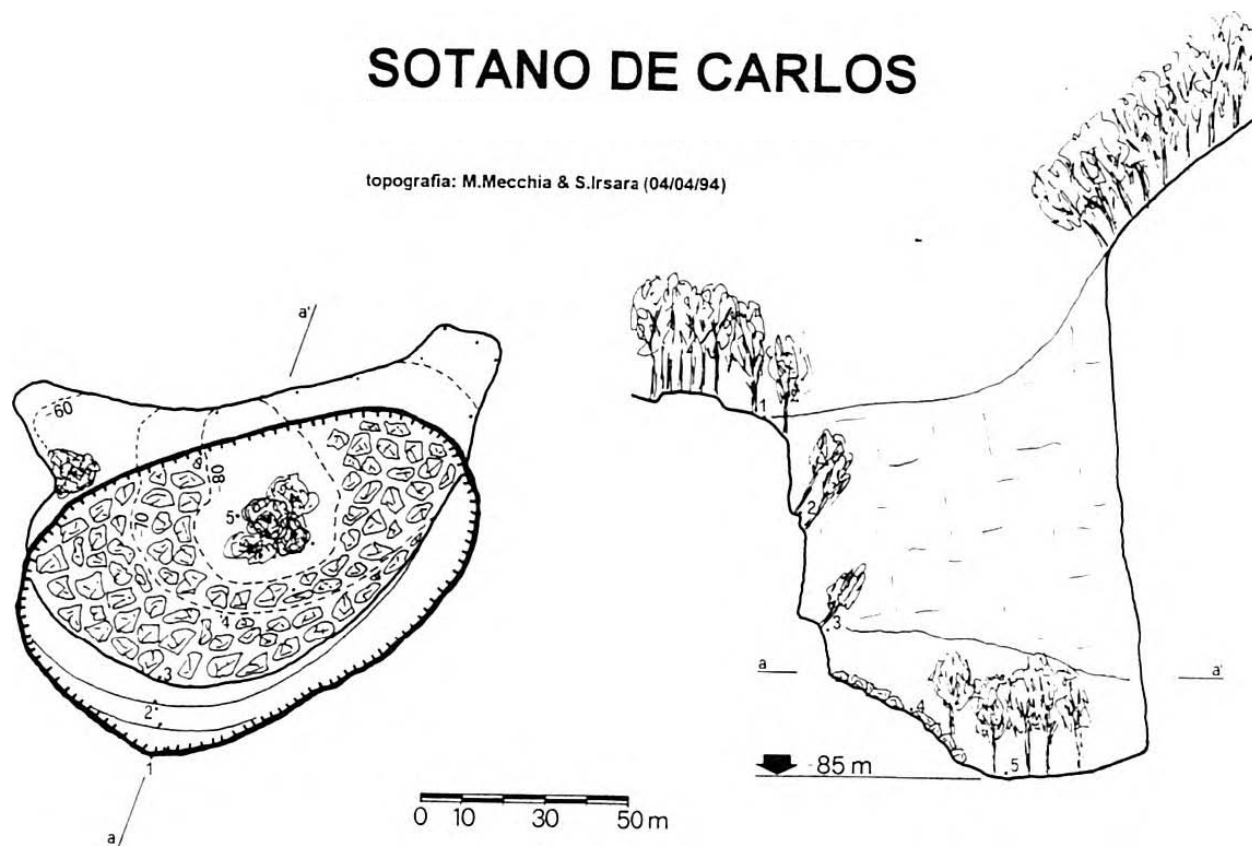 SOTANO DE CARLOS
topografia: M.Mecchia & S.Irsara (04/04/94)
a'
60
80
70
5
4
3
2
1
a
0 10 30 50 m
1
2
3
a a'
4
5
-85 m